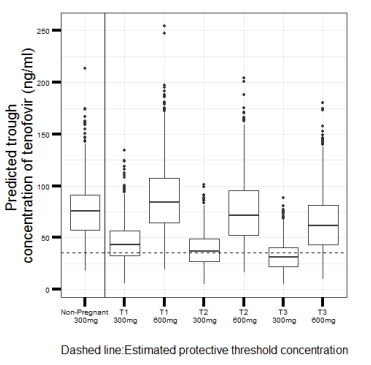 Predicted trough
concentration of tenofovir (ng/ml)
250
200
150
100
50
0
Non-Pregnant T1 T1 T2 T2 T3 T3
300mg 300mg 600mg 300mg 600mg 300mg 600mg
Dashed line:Estimated protective threshold concentration